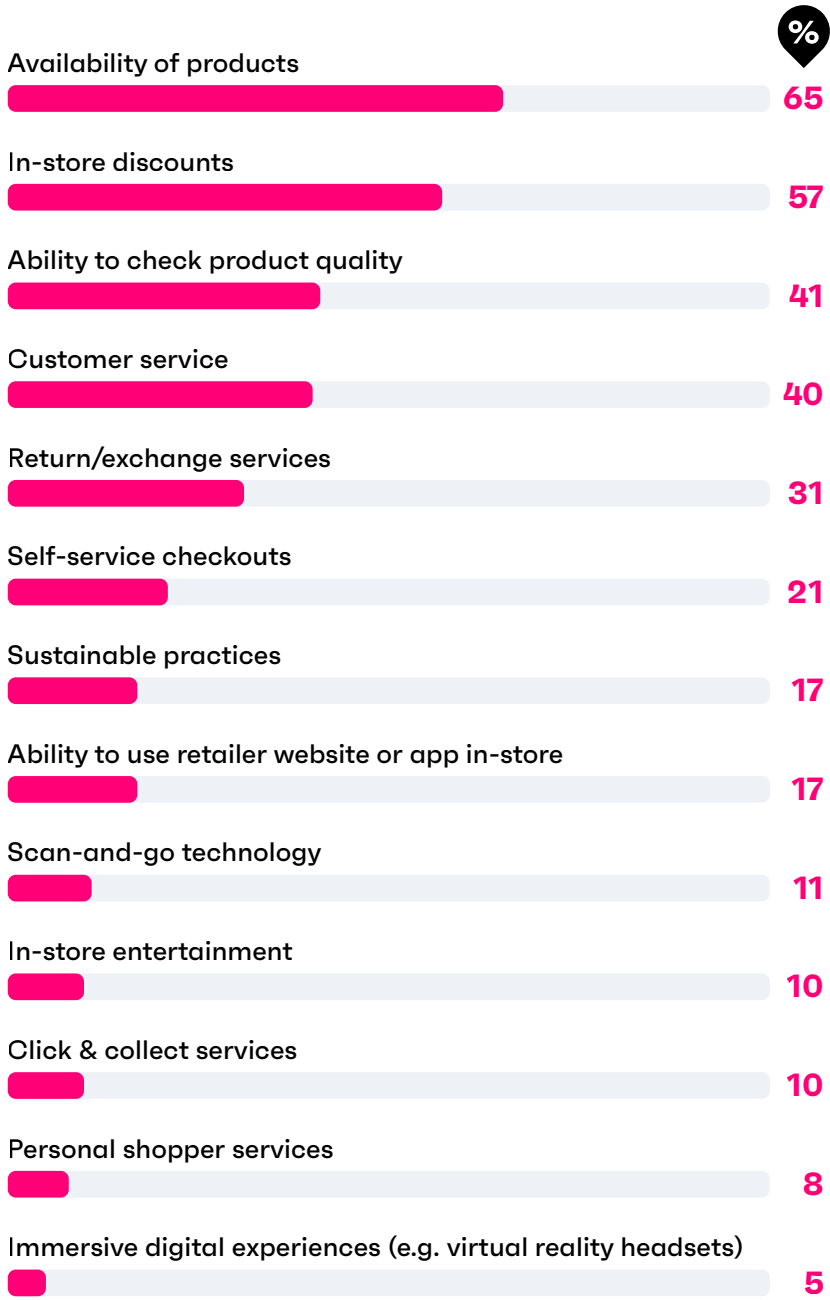 %
Availability of products
65
In-store discounts
57
Ability to check product quality
41
Customer service
40
Return/exchange services
31
Self-service checkouts
21
Sustainable practices
17
Ability to use retailer website or app in-store
17
Scan-and-go technology
11
In-store entertainment
10
Click & collect services
10
Personal shopper services
8
Immersive digital experiences (e.g. virtual reality headsets)
5